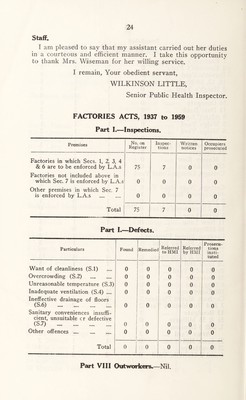 24
Staff.
I am pleased to say that my assistant carried out her duties
in a courteous and efficient manner. I take this opportunity
to thank Mrs. Wiseman for her willing service.
I remain, Your obedient servant,
WILKINSON LITTLE,
Senior Public Health Inspector.
FACTORIES ACTS, 1937 to 1959
Part I.—Inspections.
Premises No. on Register Inspections Written notices Occupiers prosecuted
Factories in which Secs. 1, 2, 3, 4
& 6 are to be enforced by L.A.s 75 7 0 0
Factories not included above in
which Sec. 7 is enforced by L.A.s 0 0 0 0
Other premises in which Sec. 7
is enforced by L.A.s ... ... 0 0 0 0
Total 75 7 0 0
Part I.—Defects.
Particulars Found Remedied Referred to HMI Referred by HMI Prosecutions instituted
Want of cleanliness (S.1) ... 0 0 0 0 0
Overcrowding (S.2) ... ... 0 0 0 0 0
Unreasonable temperature (S.3) 0 0 0 0 0
Inadequate ventilation (S.4) ... 0 0 0 0 0
Ineffective drainage of floors
(S.6) ... ... ... ... 0 0 0 0 0
Sanitary conveniences insuffi-
cient, unsuitable or defective
(S.7) ... ... ... ... 0 0 0 0 0
Other offences ... ... ... 0 0 0 0 0
Total 0 0 0 0 0
Part VIII Outworkers.—Nil.